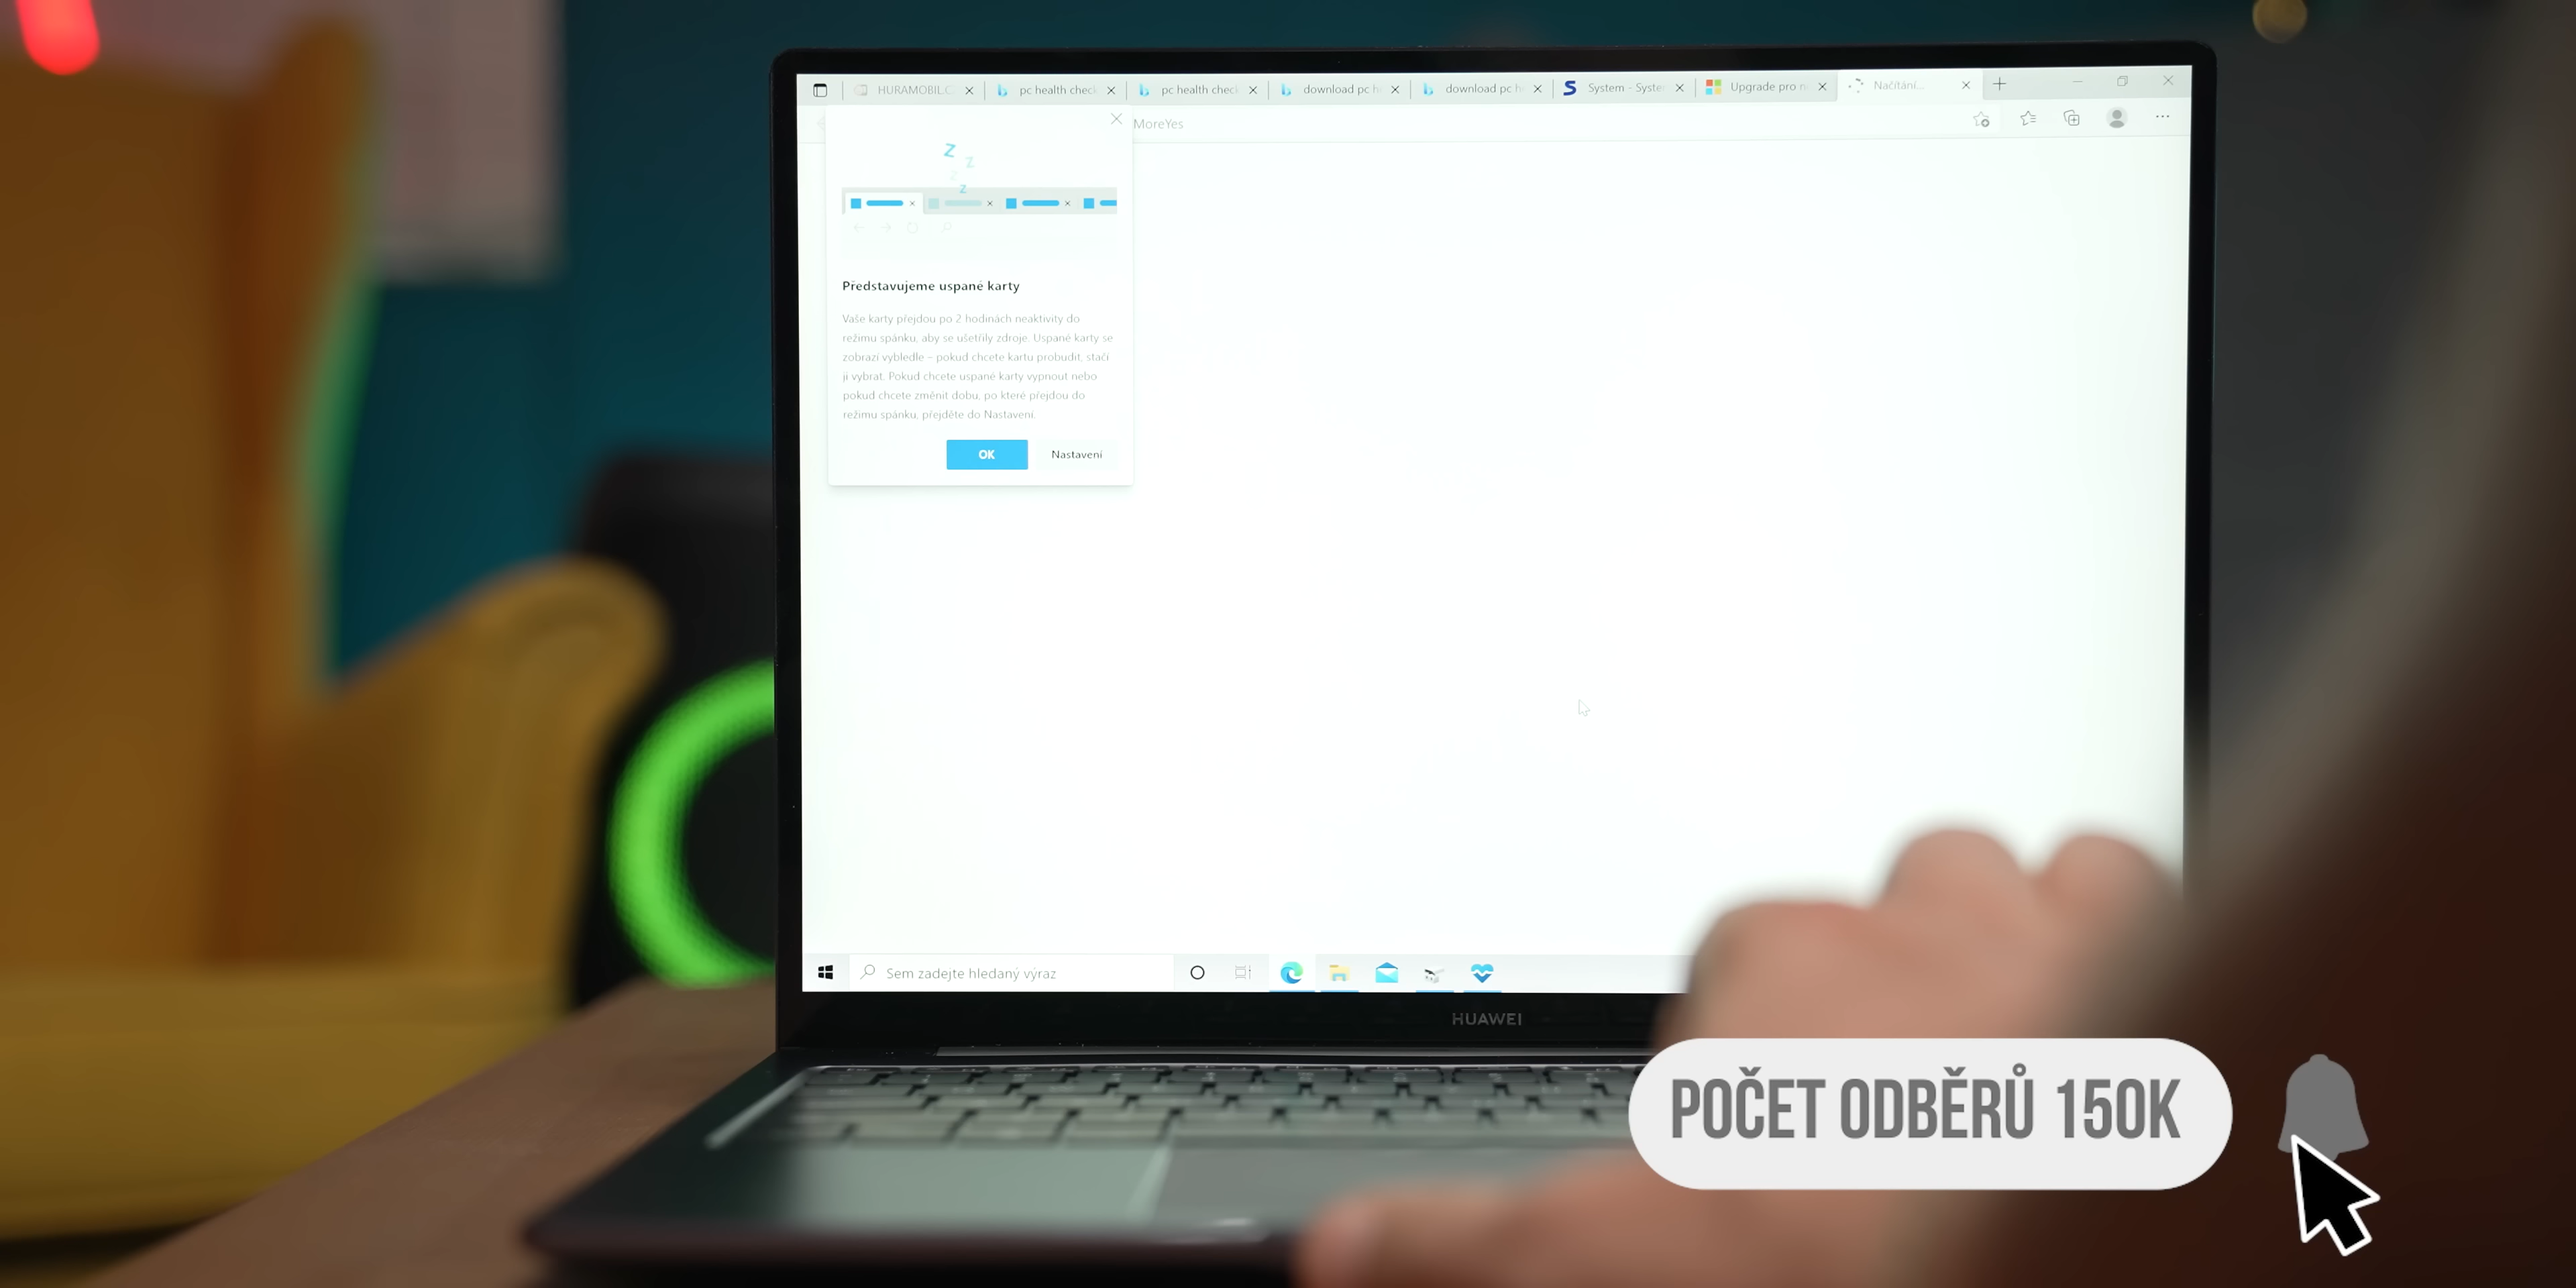 HURAMOBIL.C
pc health check
pc health check
download pc h
download pc h
System - Syste
Upgrade pro n
Načítání...
MoreYes
z
z
z
Představujeme uspané karty
Vaše karty přejdou po 2 hodinách neaktivity do
režimu spánku, aby se ušetřily zdroje. Uspané karty se
zobrazí vybledle – pokud chcete kartu probudit, stačí
ji vybrat. Pokud chcete uspané karty vypnout nebo
pokud chcete změnit dobu, po které přejdou do
režimu spánku, přejděte do Nastavení.
OK
Nastavení
Sem zadejte hledaný výraz
HUAWEI
POČET ODBĚRŮ 150K